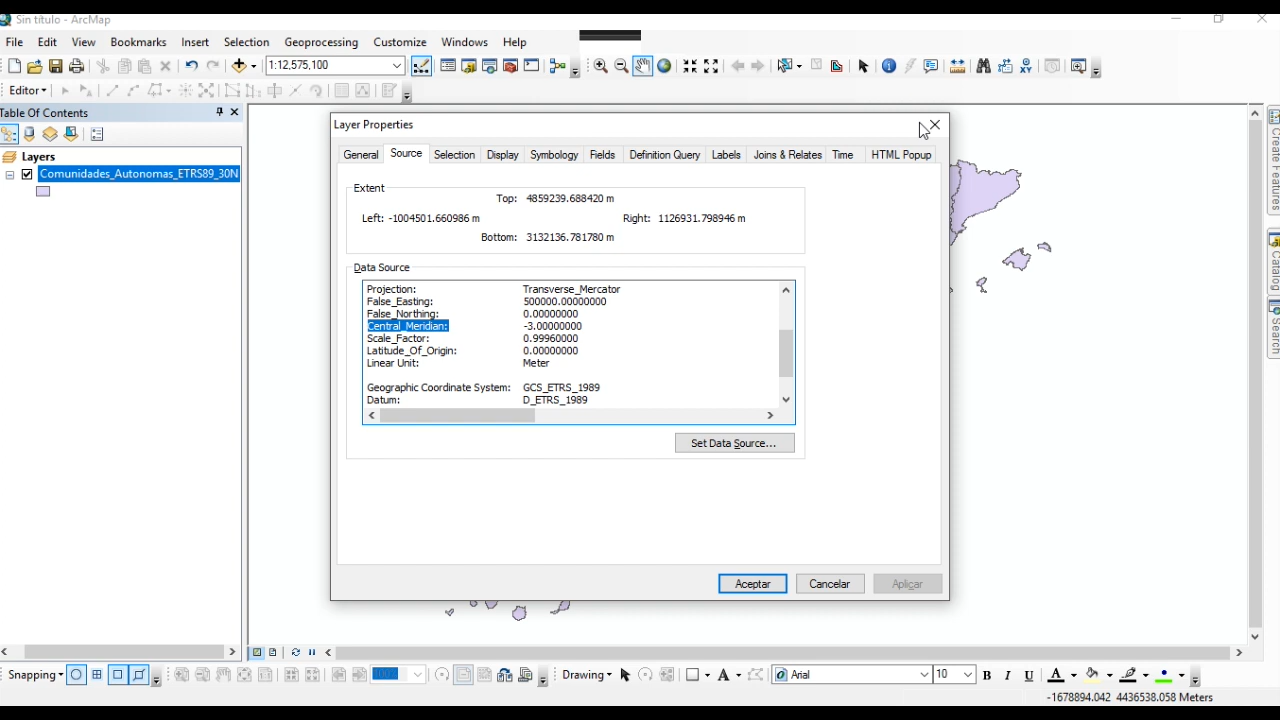 Sin título - ArcMap
File Edit View Bookmarks Insert Selection Geoprocessing Customize Windows Help
1:12,575,100
Editor
Table Of Contents
Layers
Comunidades_Autonomas_ETRS89_30N
Layer Properties
General Source Selection Display Symbology Fields Definition Query Labels Joins & Relates Time HTML Popup
Extent
Top: 4859239.688420 m
Left: -1004501.660986 m Right: 1126931.798946 m
Bottom: 3132136.781780 m
Data Source
Projection: Transverse_Mercator
False_Easting: 500000.00000000
False_Northing: 0.00000000
Central_Meridian: -3.00000000
Scale_Factor: 0.99960000
Latitude_Of_Origin: 0.00000000
Linear Unit: Meter
Geographic Coordinate System: GCS_ETRS_1989
Datum: D_ETRS_1989
Set Data Source...
Aceptar Cancelar Aplicar
Create Features
Catalog
Search
Snapping Drawing A Arial 10 B I U A
-1678894.042 4436538.058 Meters